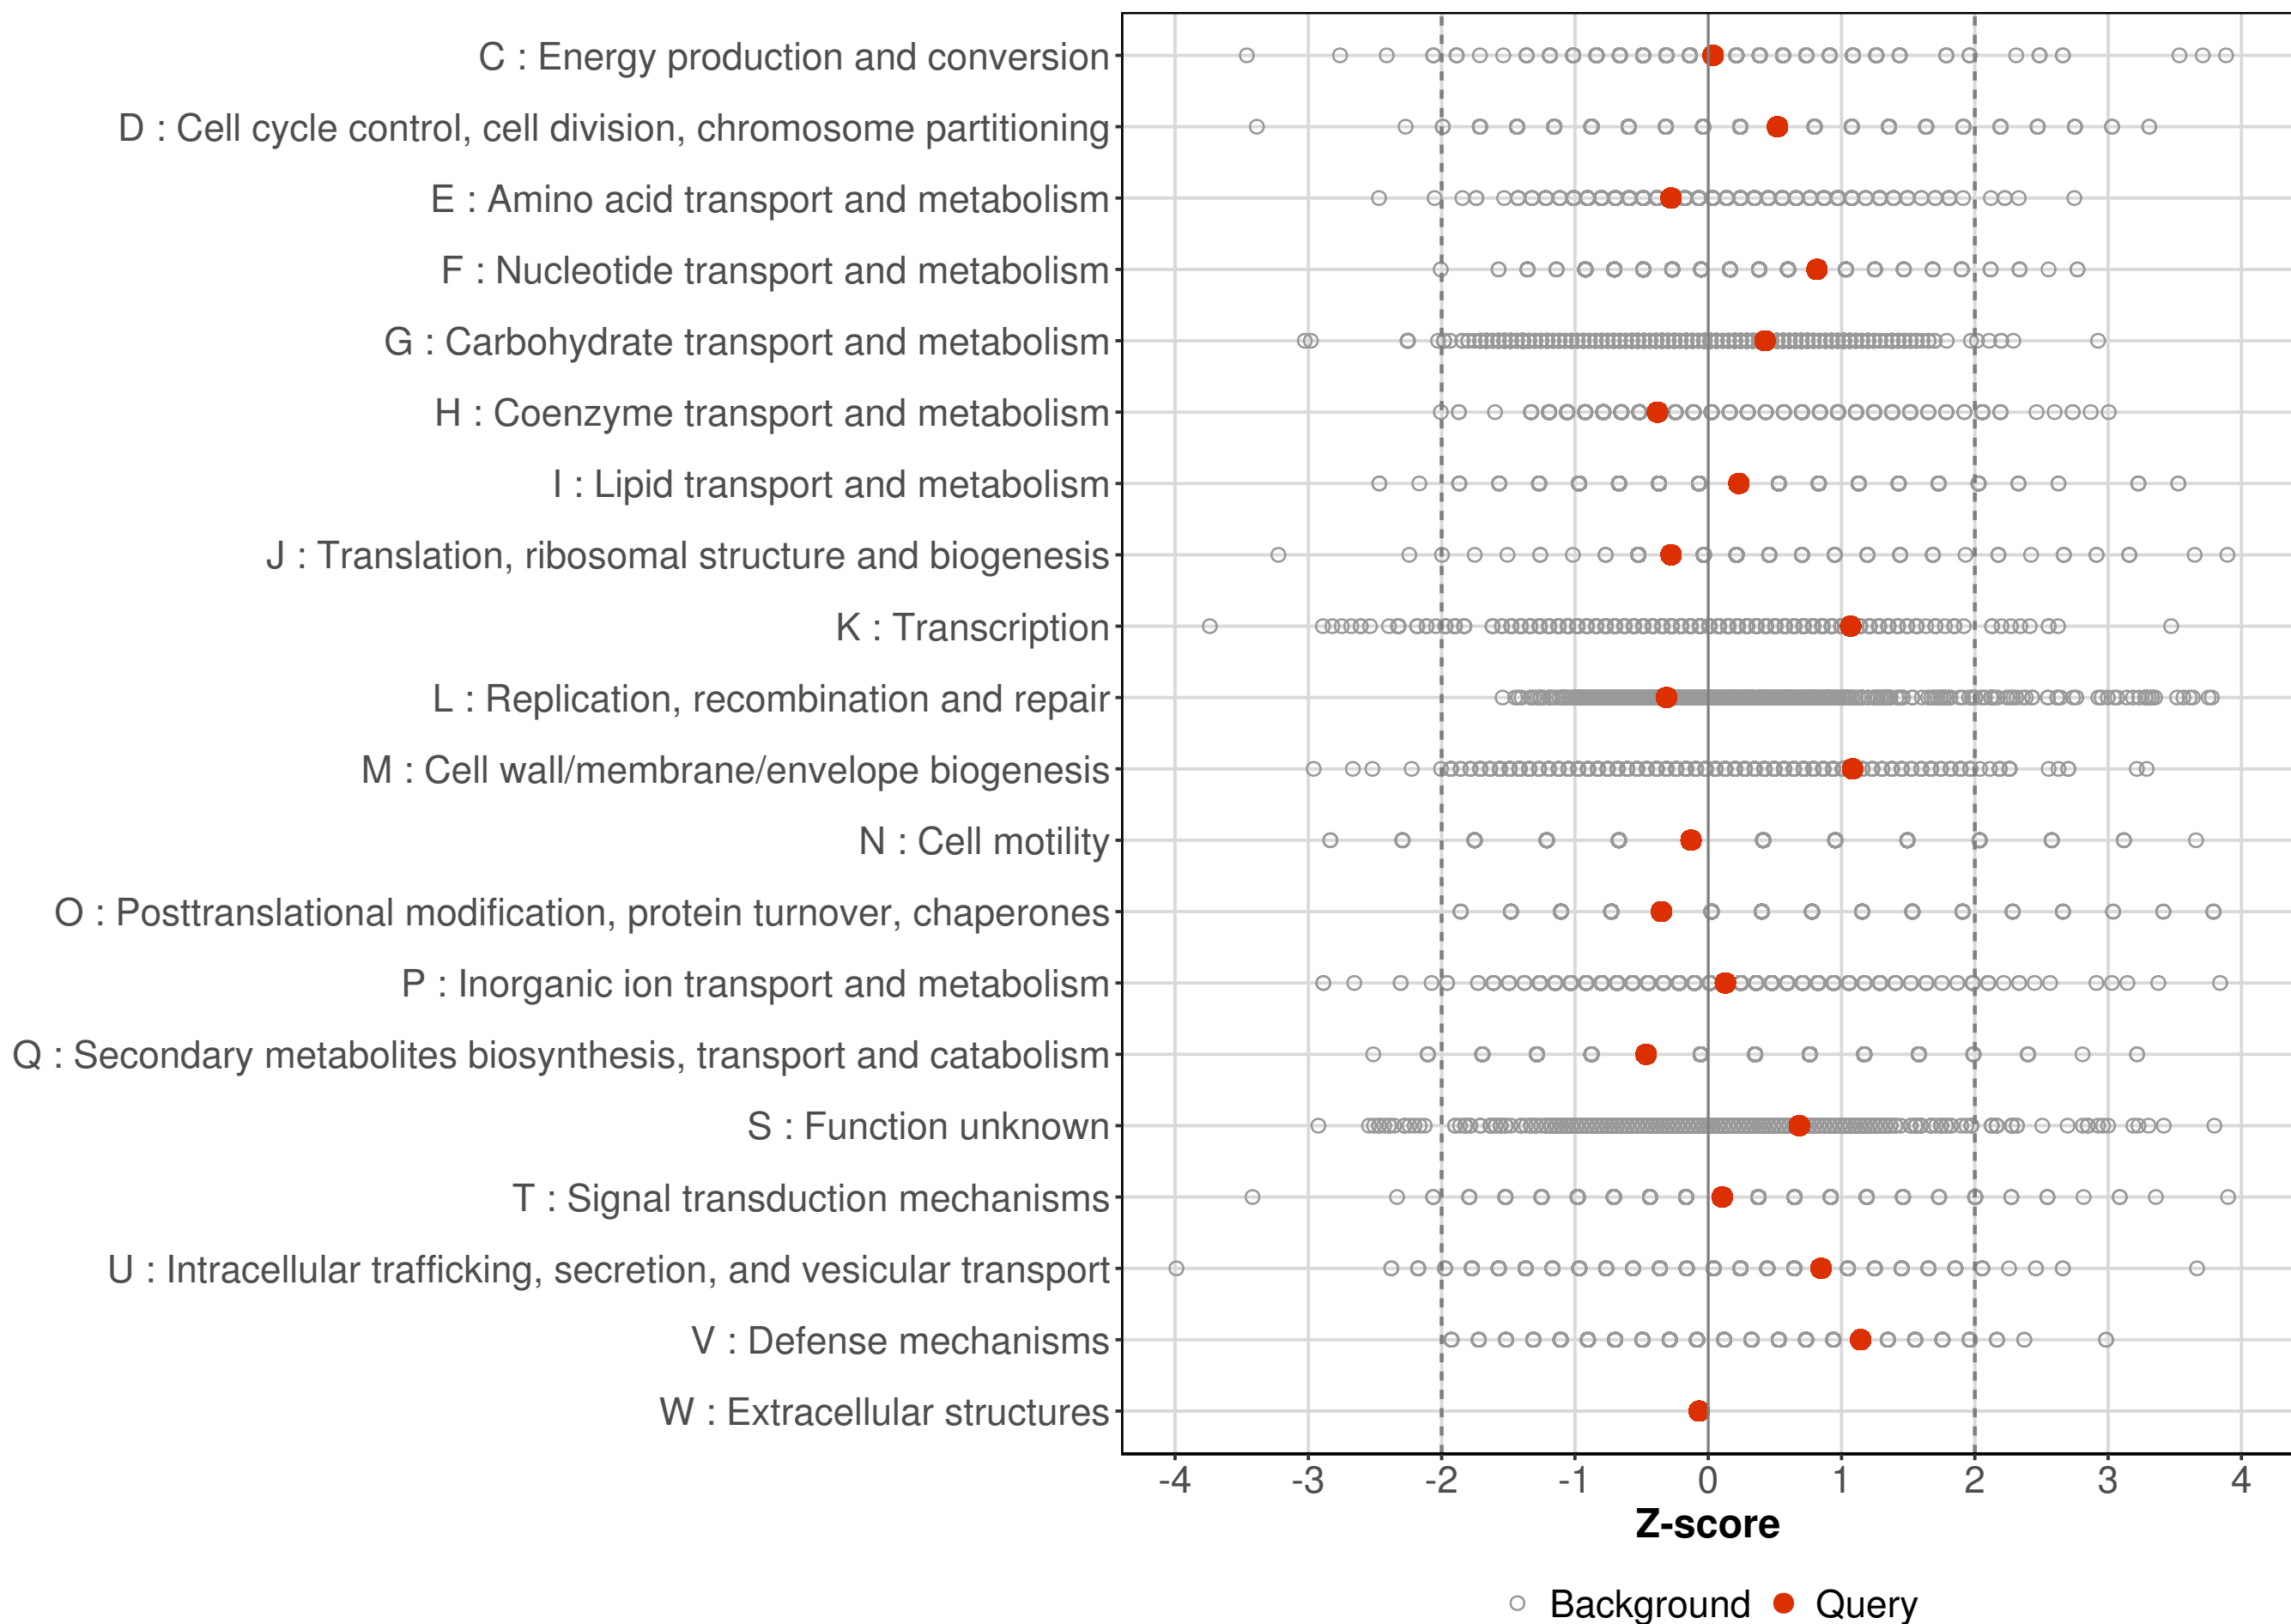 C : Energy production and conversion
D : Cell cycle control, cell division, chromosome partitioning
E : Amino acid transport and metabolism
F : Nucleotide transport and metabolism
G : Carbohydrate transport and metabolism
H : Coenzyme transport and metabolism
I : Lipid transport and metabolism
J : Translation, ribosomal structure and biogenesis
K : Transcription
L : Replication, recombination and repair
M : Cell wall/membrane/envelope biogenesis
N : Cell motility
O : Posttranslational modification, protein turnover, chaperones
P : Inorganic ion transport and metabolism
Q : Secondary metabolites biosynthesis, transport and catabolism
S : Function unknown
T : Signal transduction mechanisms
U : Intracellular trafficking, secretion, and vesicular transport
V : Defense mechanisms
W : Extracellular structures
-4 -3 -2 -1 0 1 2 3 4
Z-score
Background Query